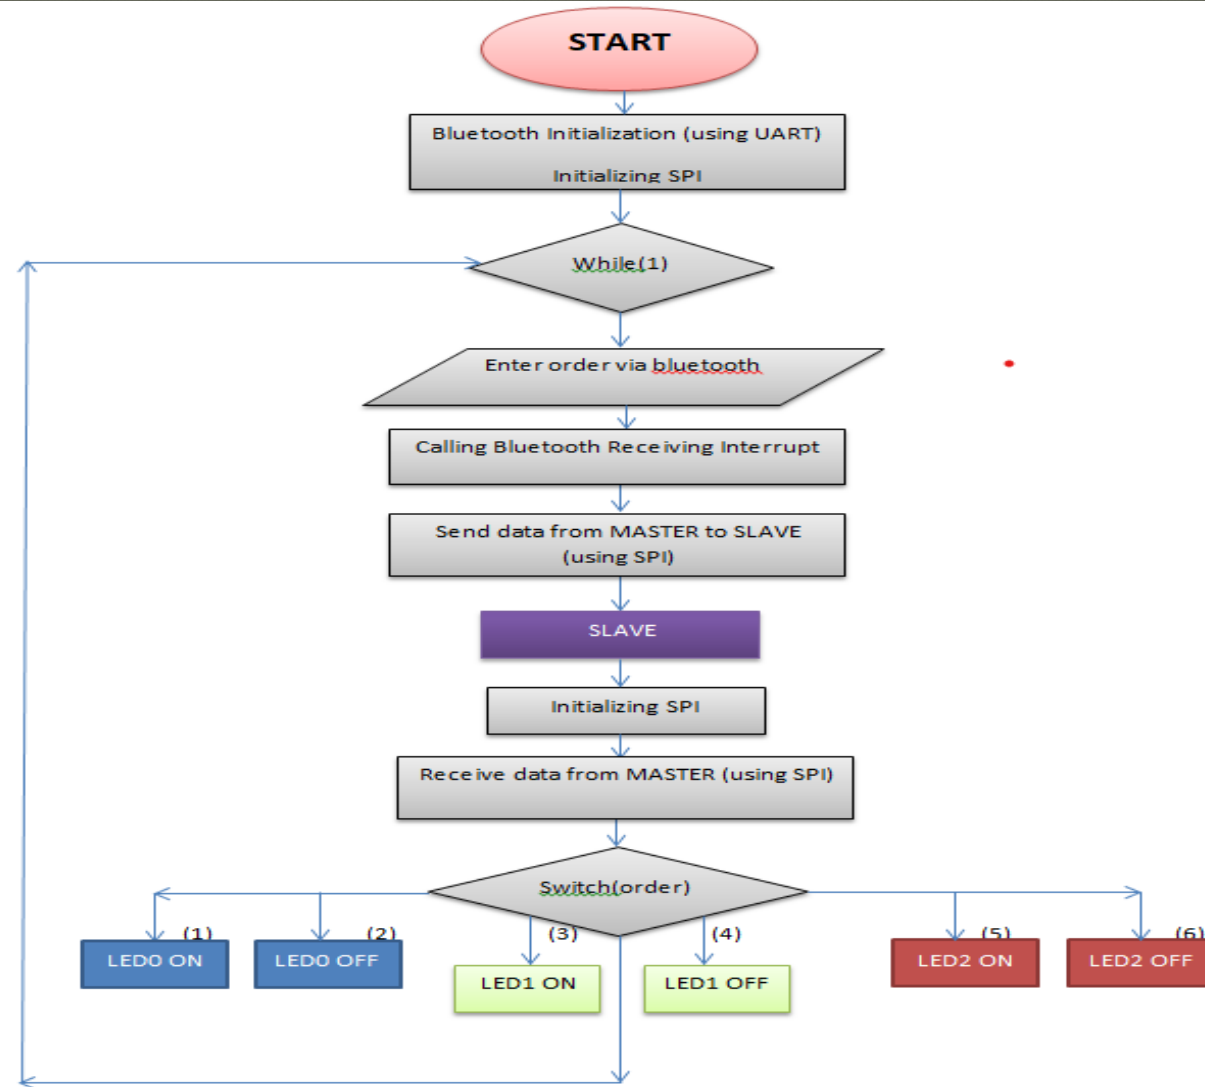 START
Bluetooth Initialization (using UART)
Initializing SPI
While(1)
Enter order via bluetooth
Calling Bluetooth Receiving Interrupt
Send data from MASTER to SLAVE
(using SPI)
SLAVE
Initializing SPI
Receive data from MASTER (using SPI)
Switch(order)
(1)
LED0 ON
(2)
LED0 OFF
(3)
LED1 ON
(4)
LED1 OFF
(5)
LED2 ON
(6)
LED2 OFF